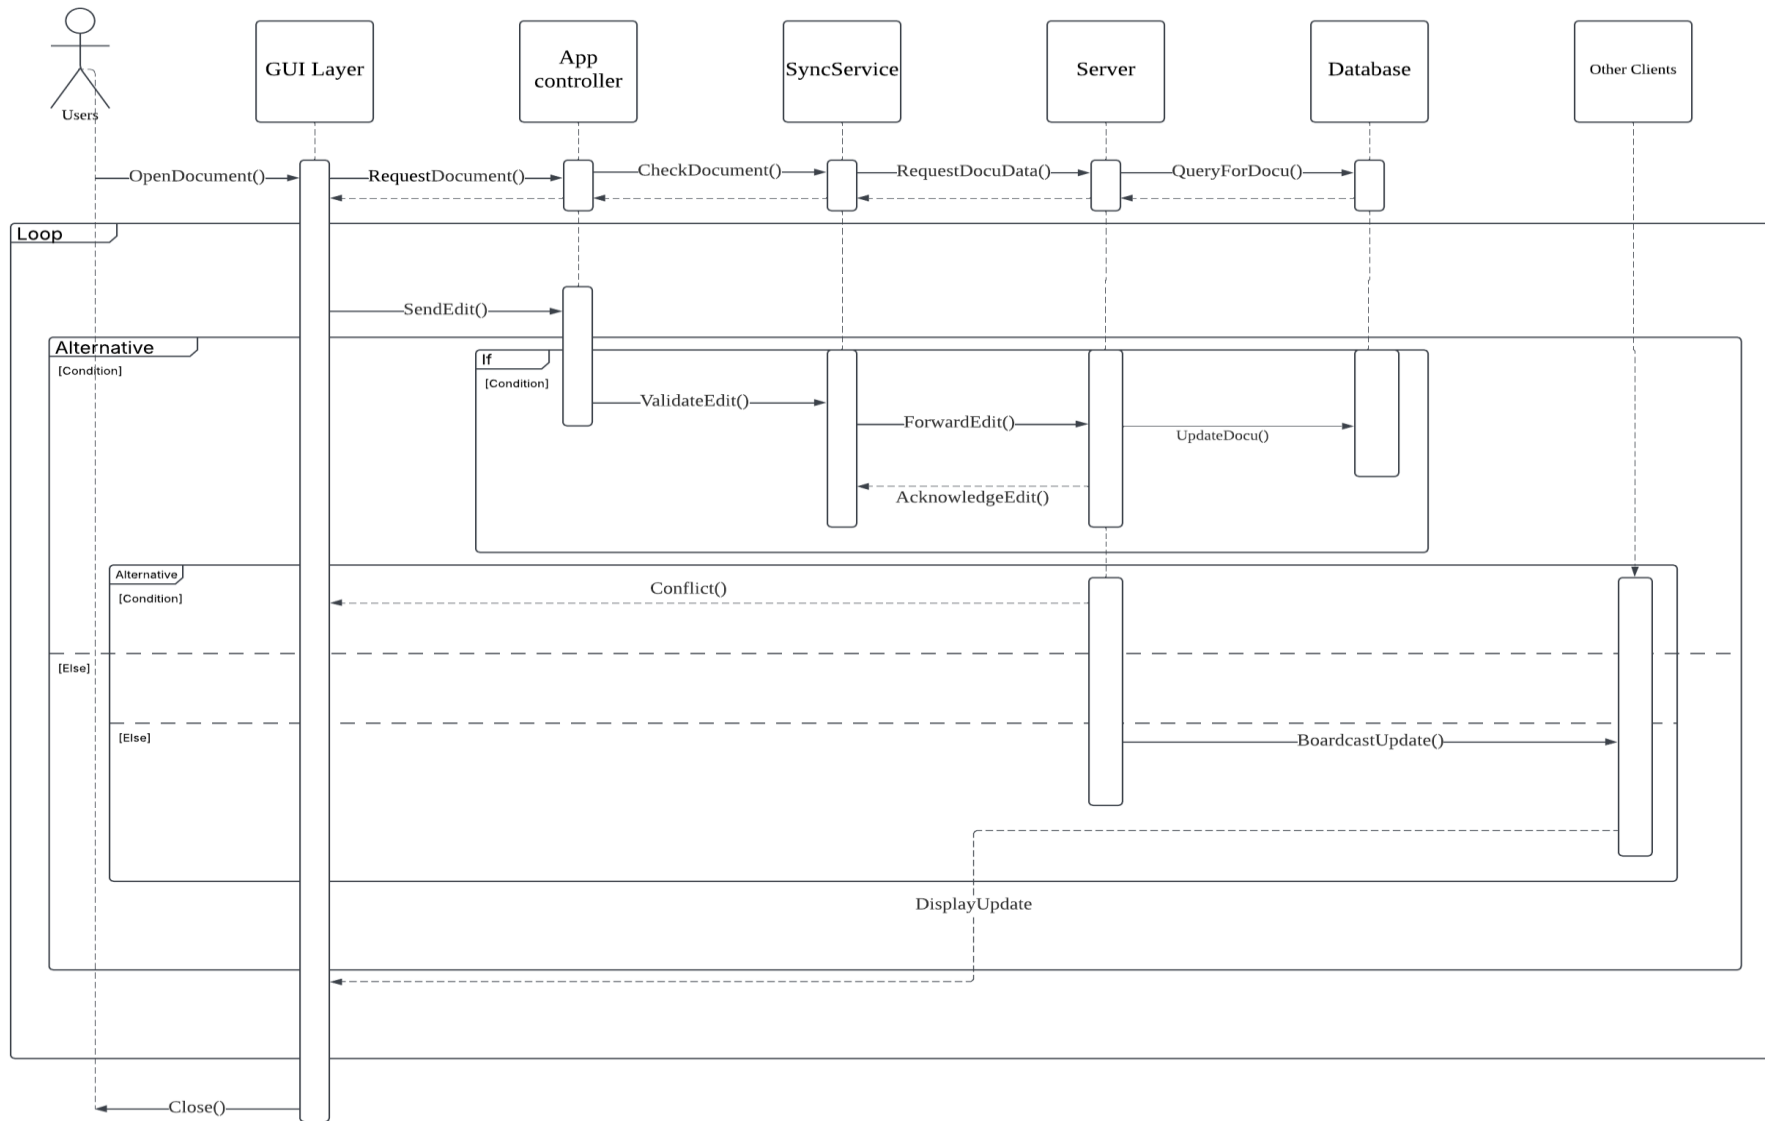 Users
GUI Layer
App
controller
SyncService
Server
Database
Other Clients
OpenDocument()
RequestDocument()
CheckDocument()
RequestDocuData()
QueryForDocu()
Loop
SendEdit()
Alternative
[Condition]
If
[Condition]
ValidateEdit()
ForwardEdit()
UpdateDocu()
AcknowledgeEdit()
Alternative
[Condition]
Conflict()
[Else]
[Else]
BoardcastUpdate()
DisplayUpdate
Close()